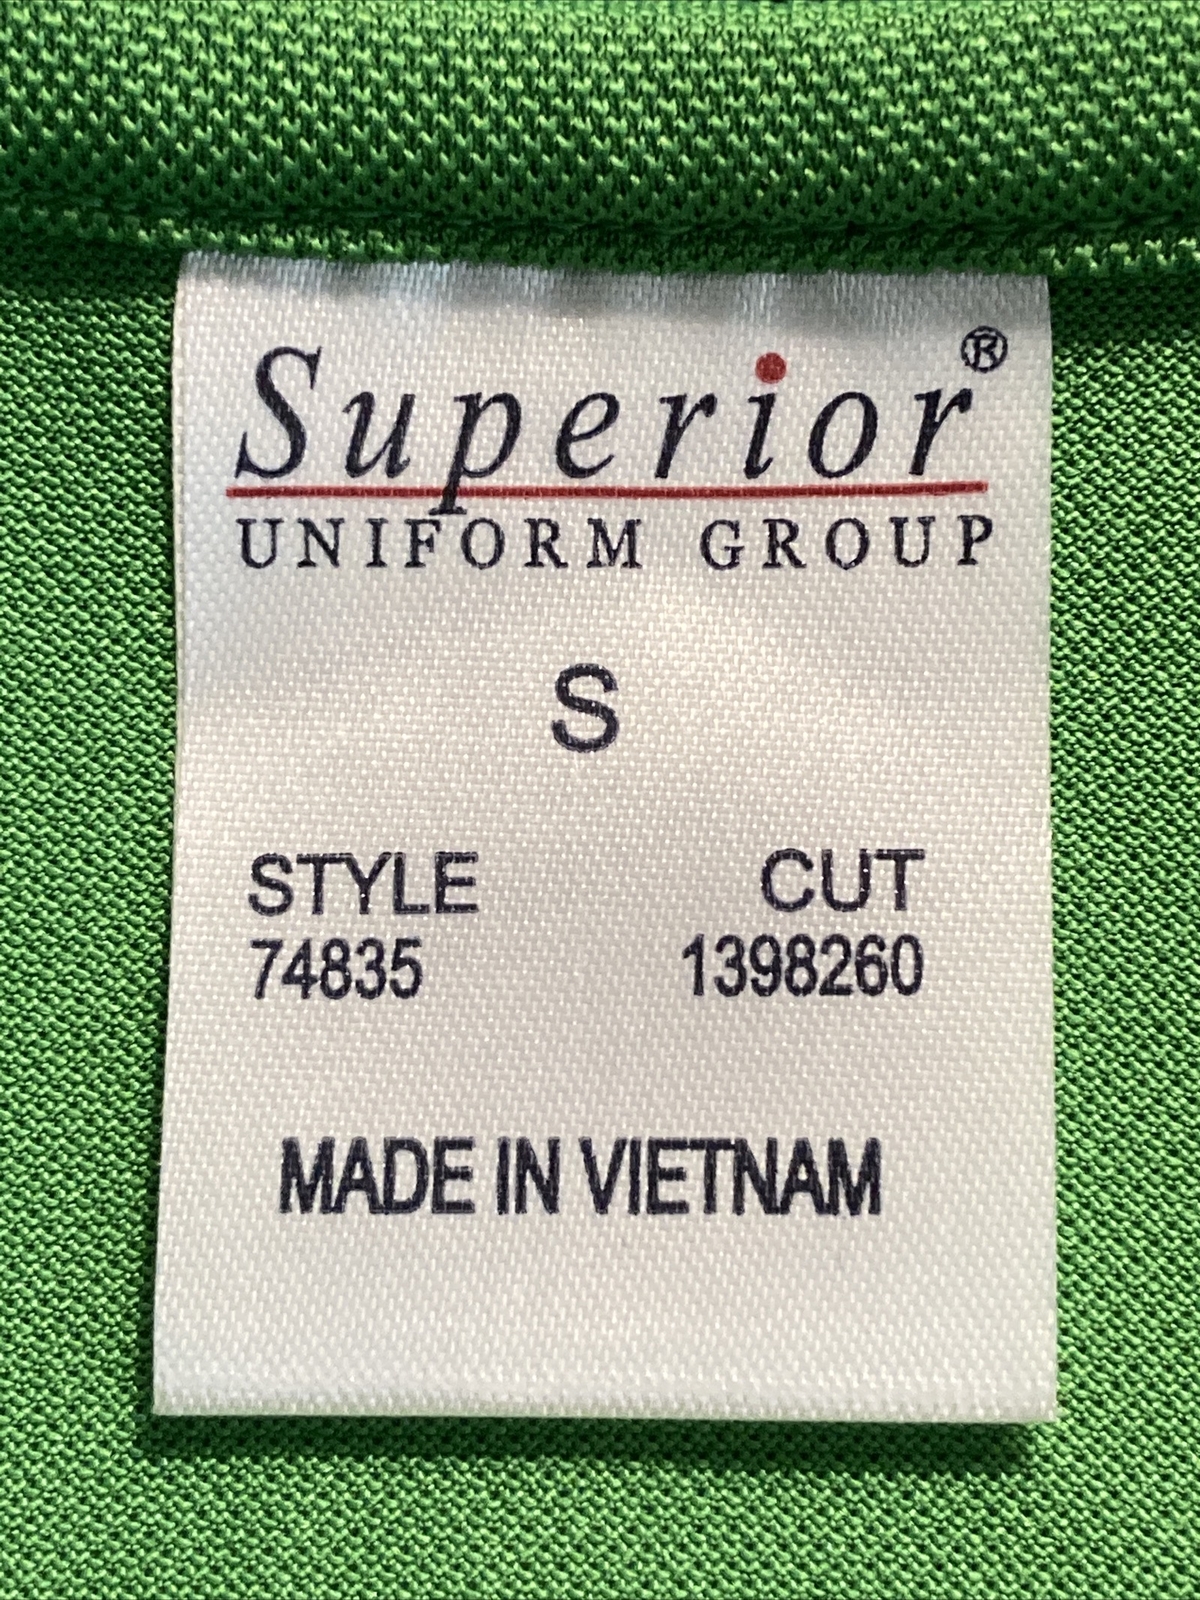 Superior®
UNIFORM GROUP
S
STYLE CUT
74835 1398260
MADE IN VIETNAM